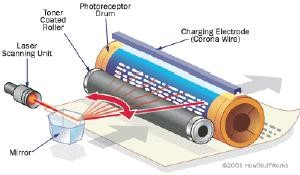 Toner
Coated
Roller
Photoreceptor
Drum
Charging Electrode
(Corona Wire)
Laser
Scanning Unit
Mirror
©2001 HowStuffWorks